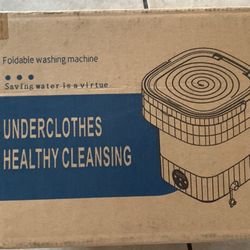 Foldable washing machine
Saving water is a virtue
UNDERCLOTHES
HEALTHY CLEANSING